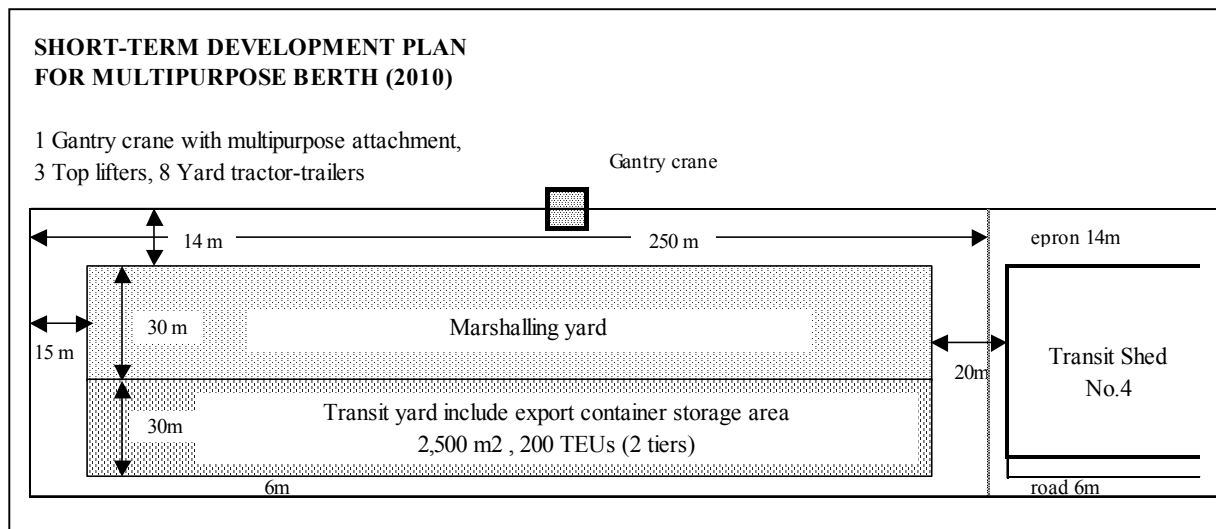 SHORT-TERM DEVELOPMENT PLAN
FOR MULTIPURPOSE BERTH (2010)
1 Gantry crane with multipurpose attachment,
3 Top lifters, 8 Yard tractor-trailers
Gantry crane
14 m
250 m
epron 14m
30 m
Marshalling yard
15 m
20m
Transit Shed
No.4
30m
Transit yard include export container storage area
2,500 m2 , 200 TEUs (2 tiers)
6m
road 6m